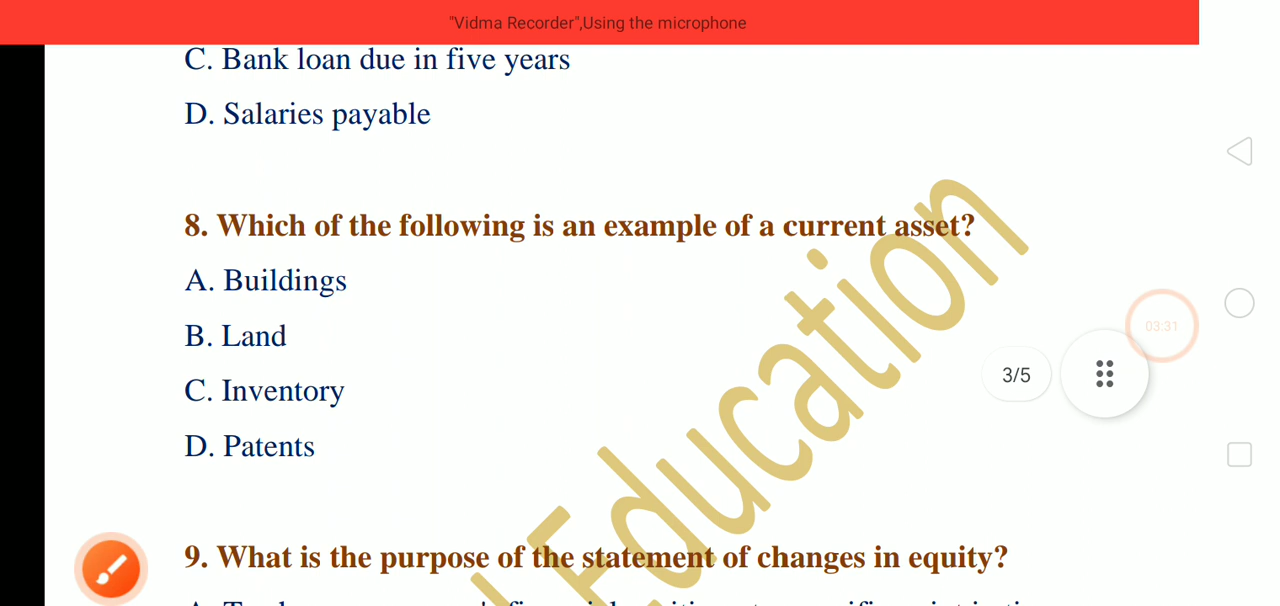 "Vidma Recorder",Using the microphone
C. Bank loan due in five years
D. Salaries payable
8. Which of the following is an example of a current asset?
A. Buildings
B. Land
C. Inventory
D. Patents
03:31
3/5
Education
9. What is the purpose of the statement of changes in equity?